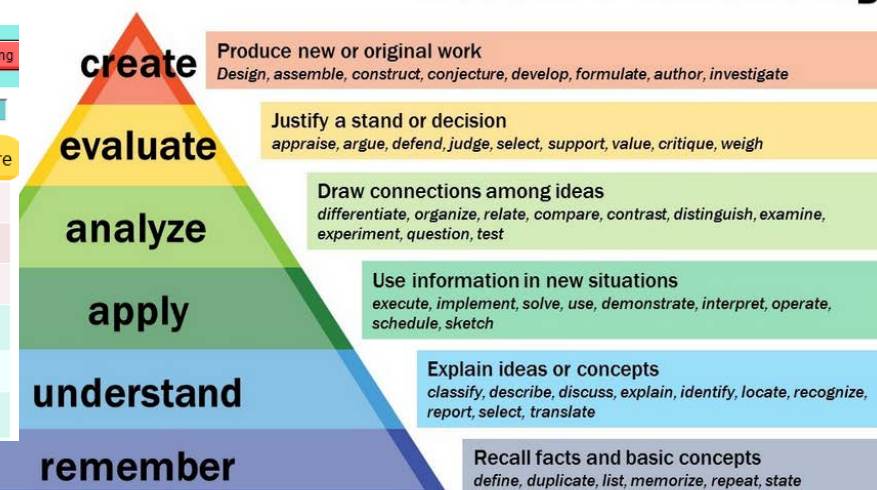 create
Produce new or original work
Design, assemble, construct, conjecture, develop, formulate, author, investigate
evaluate
Justify a stand or decision
appraise, argue, defend, judge, select, support, value, critique, weigh
analyze
Draw connections among ideas
differentiate, organize, relate, compare, contrast, distinguish, examine,
experiment, question, test
apply
Use information in new situations
execute, implement, solve, use, demonstrate, interpret, operate,
schedule, sketch
understand
Explain ideas or concepts
classify, describe, discuss, explain, identify, locate, recognize,
report, select, translate
remember
Recall facts and basic concepts
define, duplicate, list, memorize, repeat, state